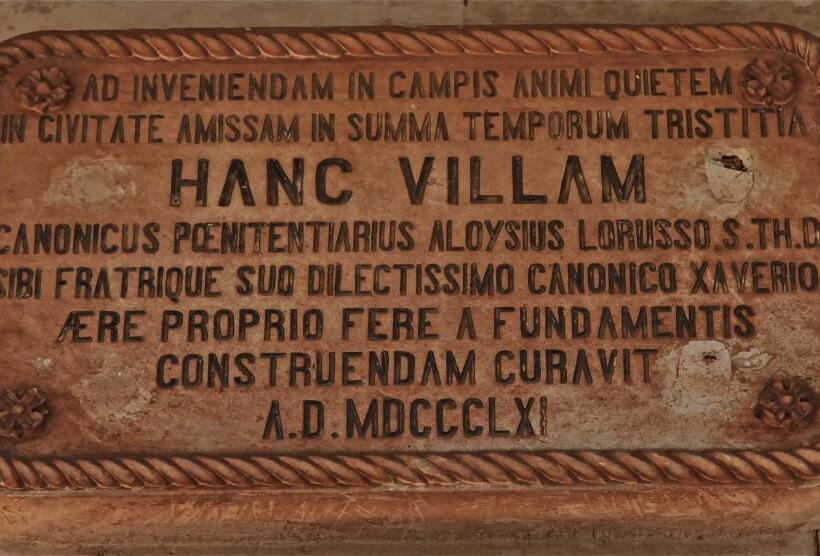 AD INVENIENDAM IN CAMPIS ANIMI QUIETEM
IN CIVITATE AMISSAM IN SUMMA TEMPORUM TRISTITIA
HANC VILLAM
CANONICUS PŒNITENTIARIUS ALOYSIUS LORUSSO S.TH.D
SIBI FRATRIQUE SUO DILECTISSIMO CANONICO XAVERIO
ÆRE PROPRIO FERE A FUNDAMENTIS
CONSTRUENDAM CURAVIT
A.D.MDCCCLXI